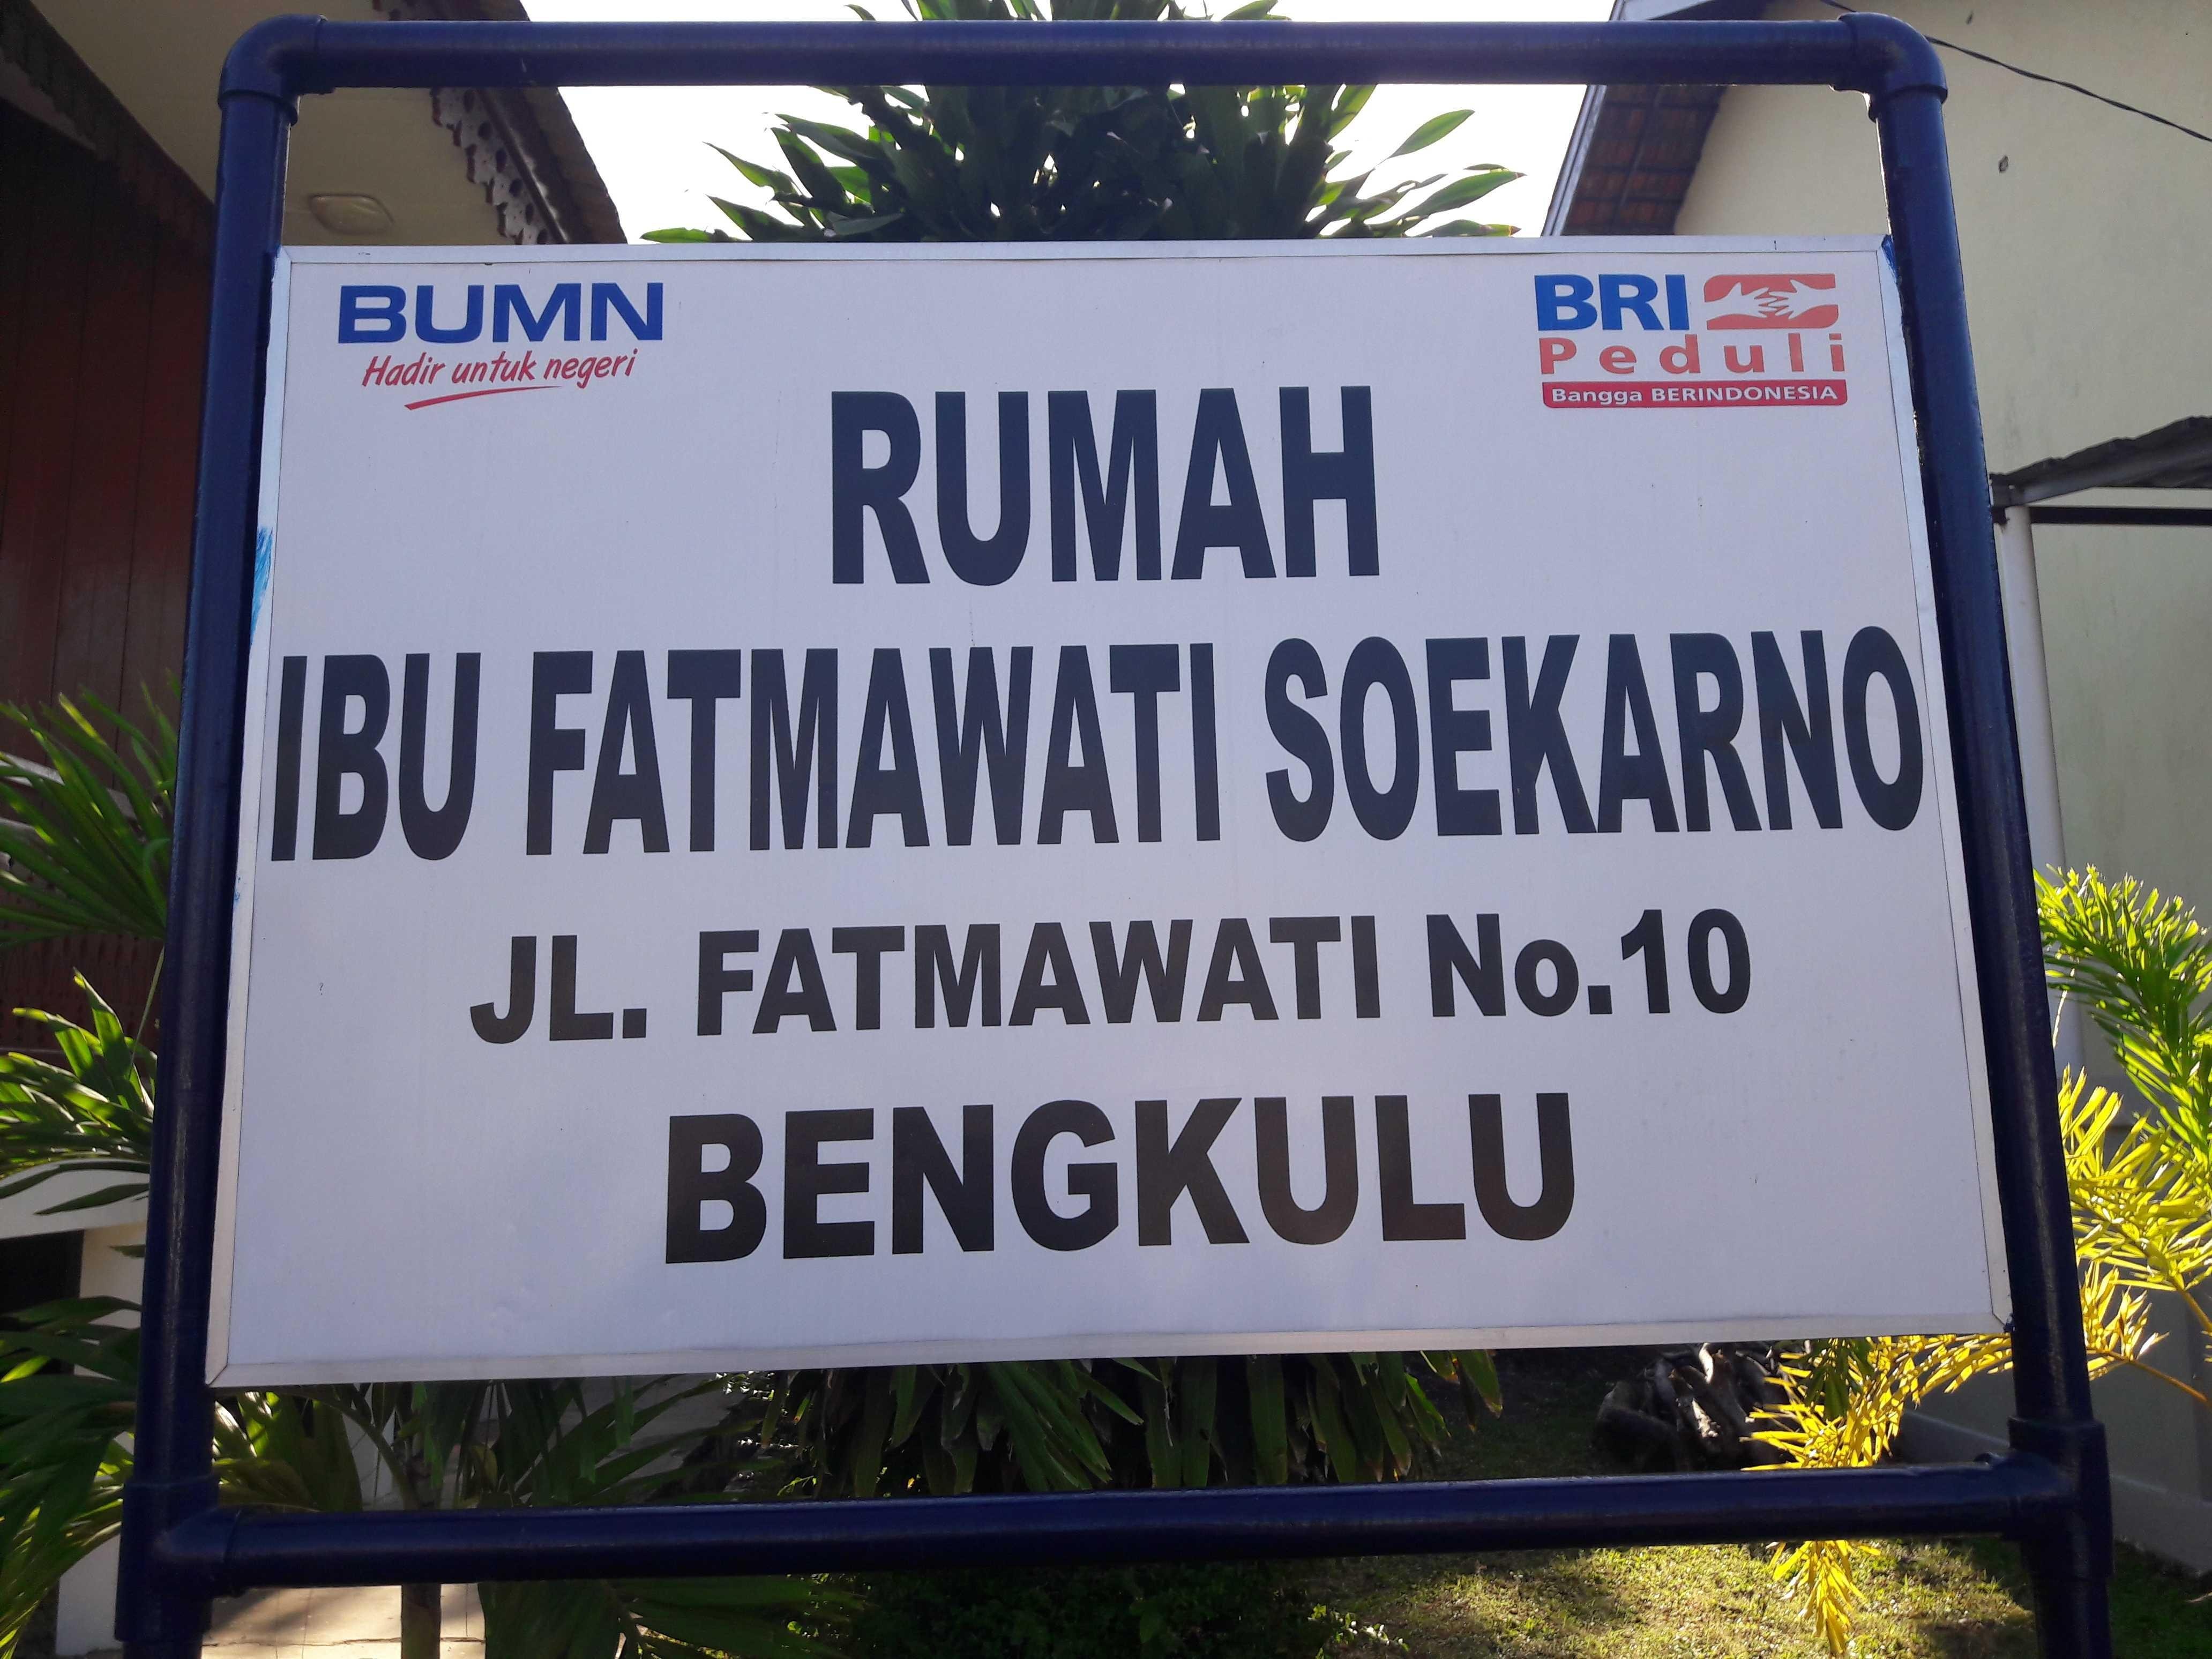 BUMN
Hadir untuk negeri
BRI
Peduli
Bangga BERINDONESIA
RUMAH
IBU FATMAWATI SOEKARNO
JL. FATMAWATI No.10
BENGKULU